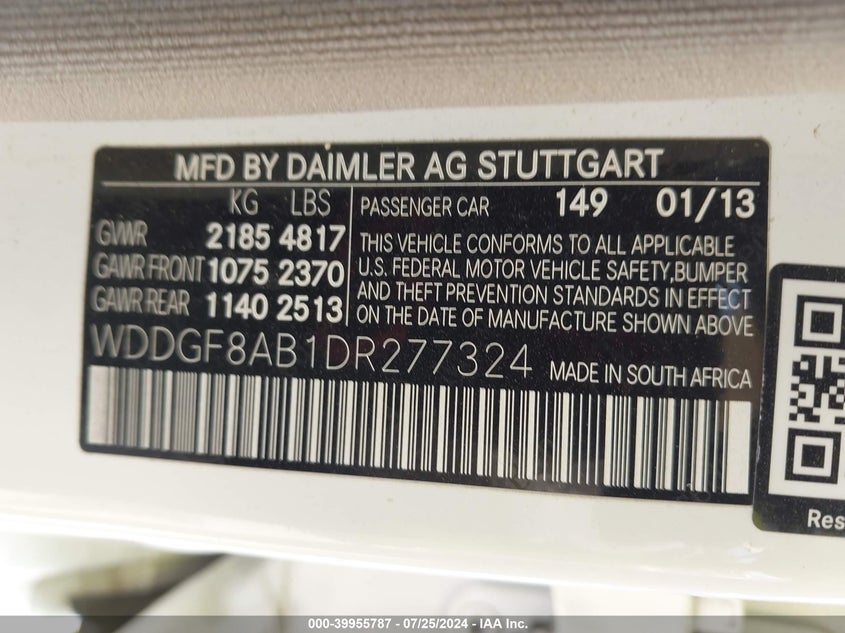 MFD BY DAIMLER AG STUTTGART
KG LBS
GVWR 2185 4817
GAWR FRONT 1075 2370
GAWR REAR 1140 2513
PASSENGER CAR 149 01/13
THIS VEHICLE CONFORMS TO ALL APPLICABLE
U.S. FEDERAL MOTOR VEHICLE SAFETY,BUMPER
AND THEFT PREVENTION STANDARDS IN EFFECT
ON THE DATE OF MANUFACTURE SHOWN ABOVE
WDDGF8AB1DR277324 MADE IN SOUTH AFRICA
Res
000-39955787 - 07/25/2024 - IAA Inc.